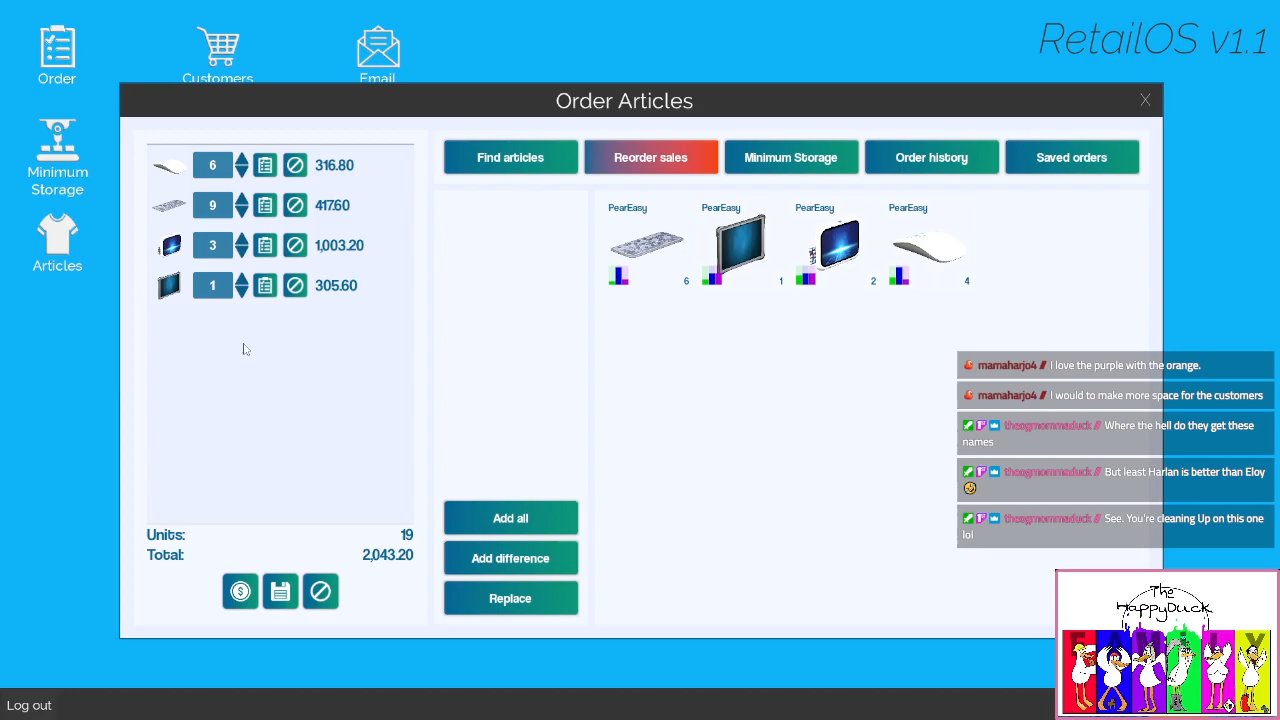 RetailOS v1.1
Order
Customers
Email
Minimum
Storage
Articles
Order Articles
X
6
316.80
9
417.60
3
1,003.20
1
305.60
Units:
19
Total:
2,043.20
Find articles
Reorder sales
Minimum Storage
Order history
Saved orders
PearEasy
6
PearEasy
1
PearEasy
2
PearEasy
4
Add all
Add difference
Replace
mamaharjo4 // I love the purple with the orange.
mamaharjo4 // I would to make more space for the customers
theogmommaduck // Where the hell do they get these
names
theogmommaduck // But least Harlan is better than Eloy
theogmommaduck // See. You're cleaning Up on this one
lol
The
HappyDuck
FAMILY
Log out